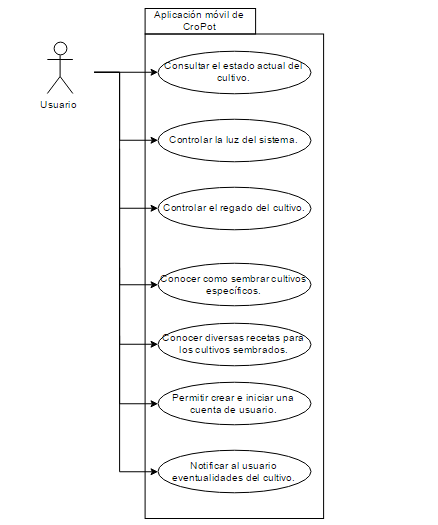 Aplicación móvil de
CroPot
Usuario
Consultar el estado actual del
cultivo.
Controlar la luz del sistema.
Controlar el regado del cultivo.
Conocer como sembrar cultivos
específicos.
Conocer diversas recetas para
los cultivos sembrados.
Permitir crear e iniciar una
cuenta de usuario.
Notificar al usuario
eventualidades del cultivo.